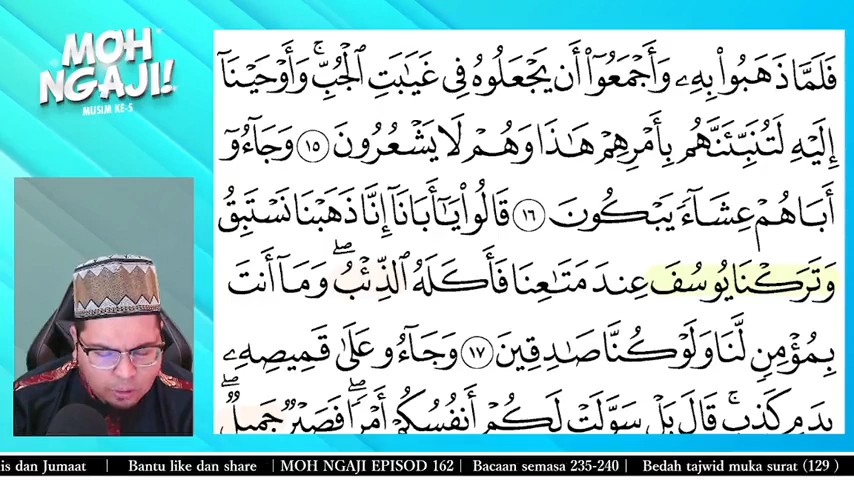 MOH
NGAJI!
MUSIM KE-5
فَلَمَّا ذَهَبُوا۟ بِهِۦ وَأَجْمَعُوٓا۟ أَن يَجْعَلُوهُ فِى غَيَـٰبَتِ ٱلْجُبِّ ۚ وَأَوْحَيْنَآ
إِلَيْهِ لَتُنَبِّئَنَّهُم بِأَمْرِهِمْ هَـٰذَا وَهُمْ لَا يَشْعُرُونَ ١٥ وَجَآءُوٓ
أَبَاهُمْ عِشَآءً يَبْكُونَ ١٦ قَالُوا۟ يَـٰٓأَبَانَآ إِنَّا ذَهَبْنَا نَسْتَبِقُ
وَتَرَكْنَا يُوسُفَ عِندَ مَتَـٰعِنَا فَأَكَلَهُ ٱلذِّئْبُ ۖ وَمَآ أَنتَ
بِمُؤْمِنٍ لَّنَا وَلَوْ كُنَّا صَـٰدِقِينَ ١٧ وَجَآءُو عَلَىٰ قَمِيصِهِۦ
بِدَمٍ كَذِبٍ ۚ قَالَ بَلْ سَوَّلَتْ لَكُمْ أَنفُسُكُمْ أَمْرًا ۖ فَصَبْرٌ جَمِيلٌ ۖ
is dan Jumaat | Bantu like dan share | MOH NGAJI EPISOD 162 | Bacaan semasa 235-240 | Bedah tajwid muka surat (129 ) |